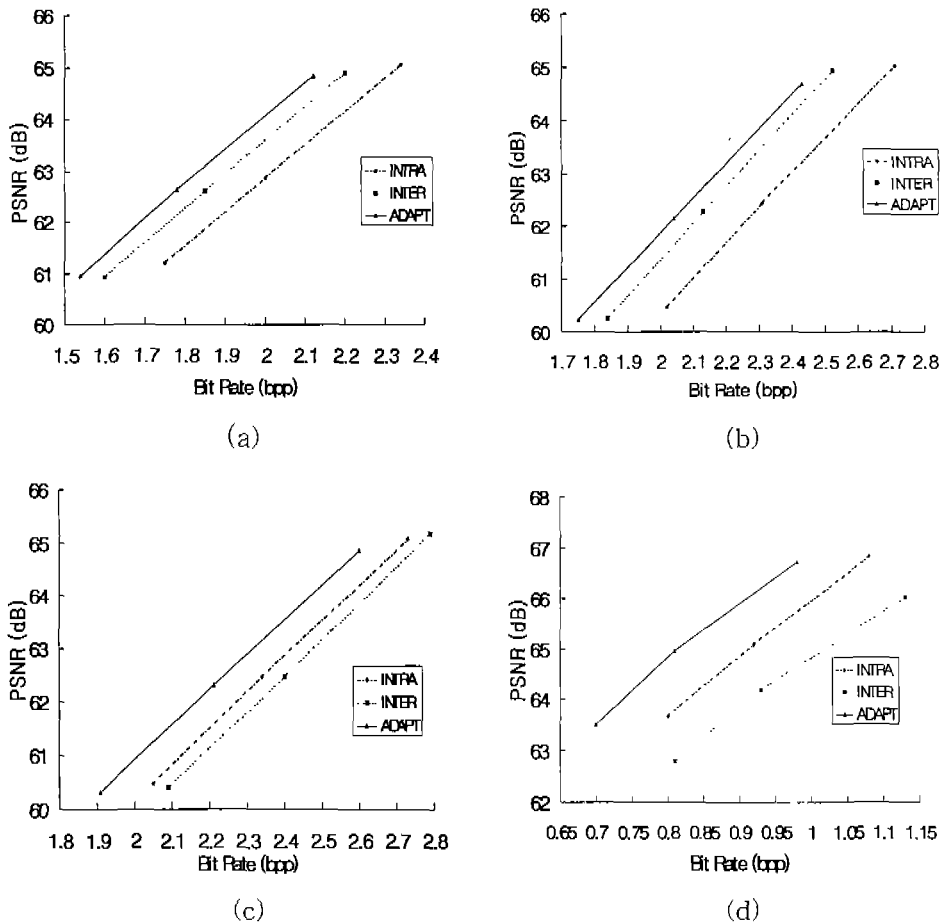 66
65
64
63
62
61
60
PSNR (dB)
1.5 1.6 1.7 1.8 1.9 2 2.1 2.2 2.3 2.4
Bit Rate (bpp)
INTRA
INTER
ADAPT
(a)
66
65
64
63
62
61
60
PSNR (dB)
1.7 1.8 1.9 2 2.1 2.2 2.3 2.4 2.5 2.6 2.7 2.8
Bit Rate (bpp)
INTRA
INTER
ADAPT
(b)
66
65
64
63
62
61
60
PSNR (dB)
1.8 1.9 2 2.1 2.2 2.3 2.4 2.5 2.6 2.7 2.8
Bit Rate (bpp)
INTRA
INTER
ADAPT
(c)
68
67
66
65
64
63
62
PSNR (dB)
0.65 0.7 0.75 0.8 0.85 0.9 0.95 1 1.05 1.1 1.15
Bit Rate (bpp)
INTRA
INTER
ADAPT
(d)